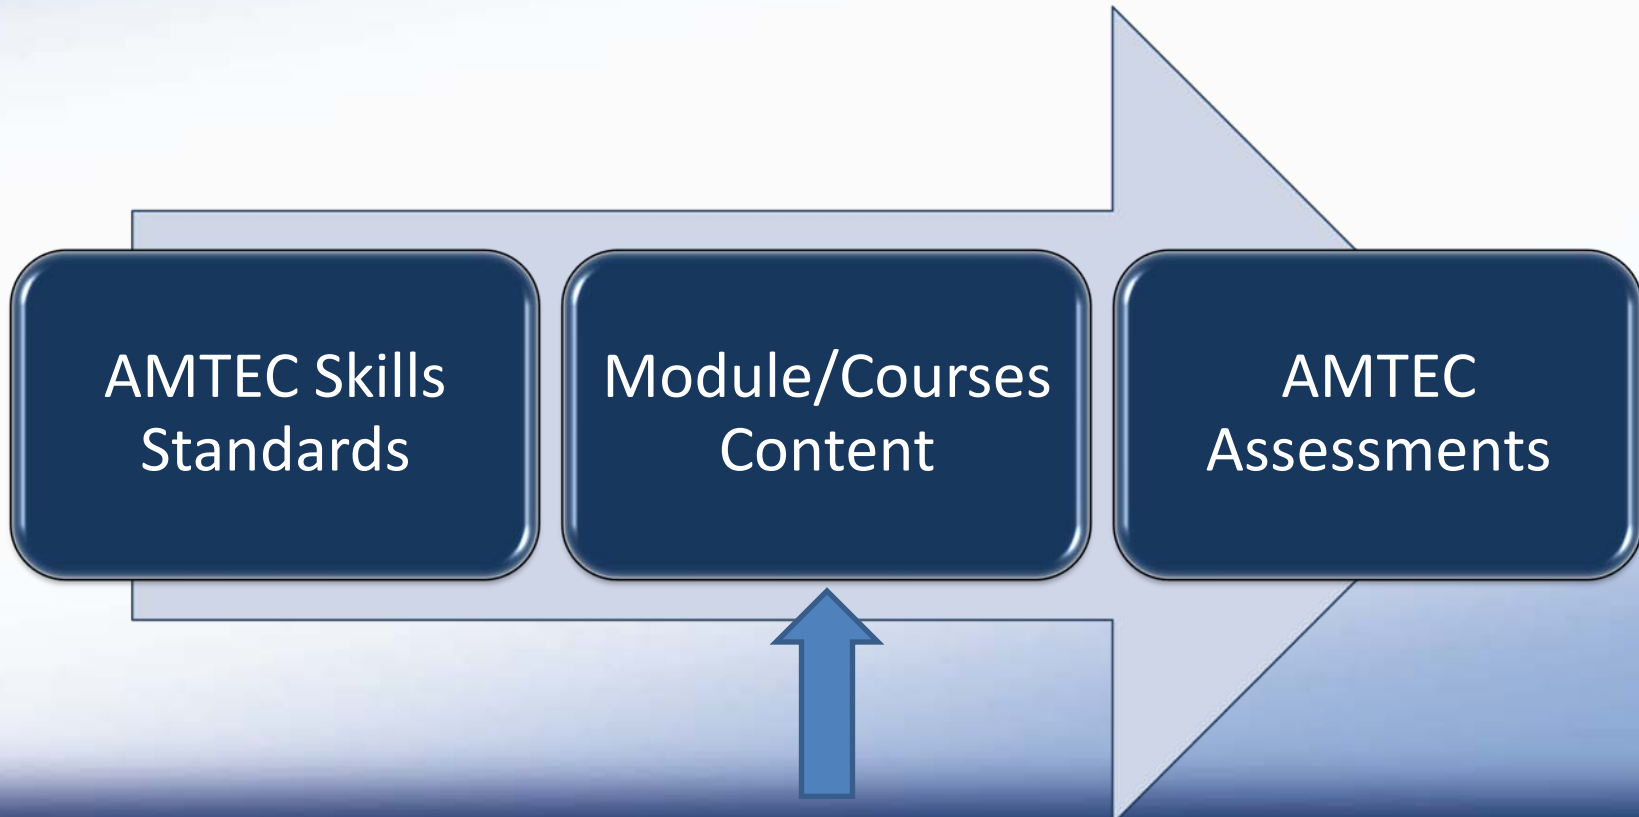 AMTEC Skills
Standards
Module/Courses
Content
AMTEC
Assessments